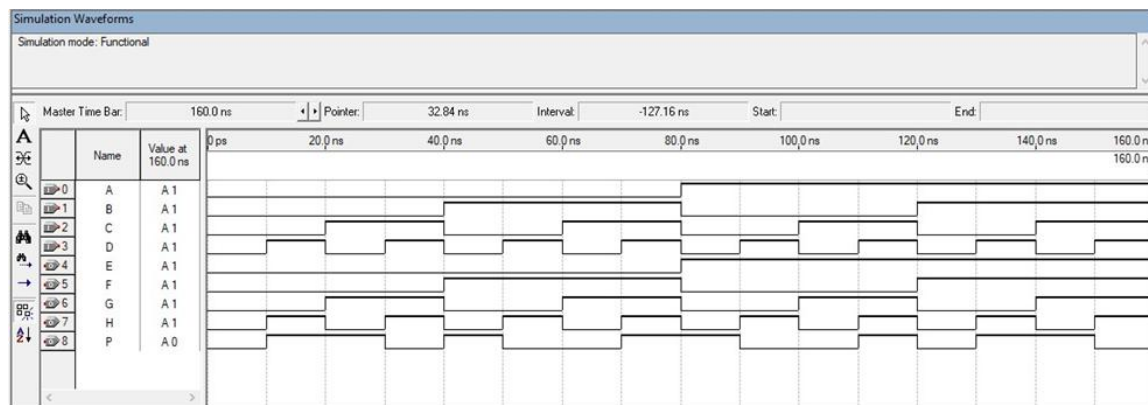 Simulation Waveforms
Simulation mode: Functional
Master Time Bar: 160.0 ns Pointer: 32.84 ns Interval: -127.16 ns Start: End:
Name Value at 160.0 ns 0 ps 20.0 ns 40.0 ns 60.0 ns 80.0 ns 100.0 ns 120.0 ns 140.0 ns 160.0 n
160.0 ns
0 A A 1
1 B A 1
2 C A 1
3 D A 1
4 E A 1
5 F A 1
6 G A 1
7 H A 1
8 P A 0